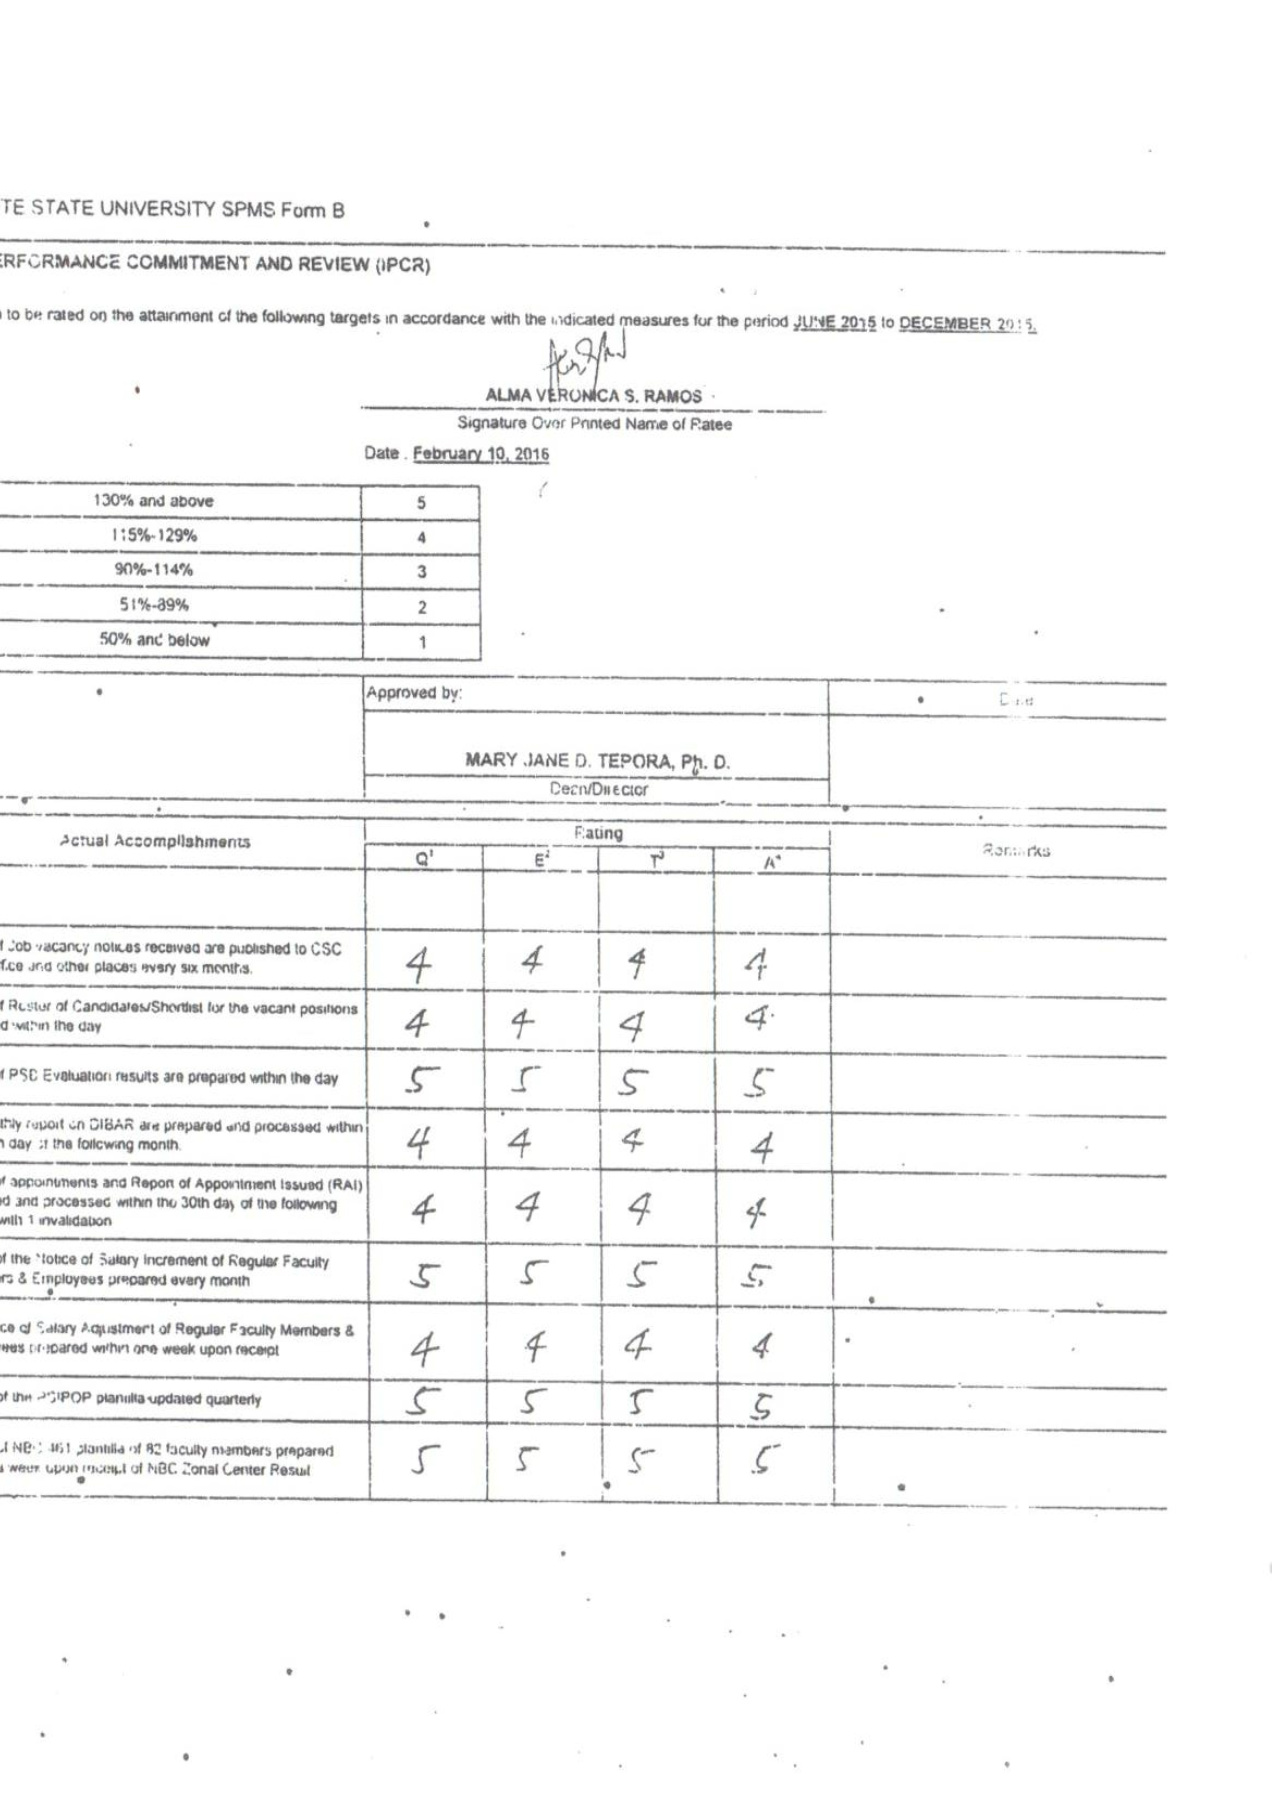 TE STATE UNIVERSITY SPMS Form B
ERFORMANCE COMMITMENT AND REVIEW (IPCR)
to be rated on the attainment of the following targets in accordance with the indicated measures for the period JUNE 2015 to DECEMBER 2015.
ALMA VERONICA S. RAMOS
Signature Over Printed Name of Ratee
Date . February 10, 2016
130% and above 5
115%-129% 4
90%-114% 3
51%-89% 2
50% and below 1
Approved by:
MARY JANE D. TEPORA, Ph. D.
Dean/Director
Actual Accomplishments Rating Remarks
Q1 E2 T3 A4
f Job vacancy notices received are published to CSC
fice and other places every six months. 4 4 4 4
f Roster of Candidates/Shortlist for the vacant positions
d within the day 4 4 4 4
f PSB Evaluation results are prepared within the day 5 5 5 5
thly report on DIBAR are prepared and processed within
day of the following month. 4 4 4 4
f appointments and Report of Appointment Issued (RAI)
d and processed within the 30th day of the following
with 1 invalidation 4 4 4 4
of the Notice of Salary Increment of Regular Faculty
rs & Employees prepared every month 5 5 5 5
ce of Salary Adjustment of Regular Faculty Members &
ees prepared within one week upon receipt 4 4 4 4
of the PSIPOP plantilla updated quarterly 5 5 5 5
f NBC 461 plantilla of 82 faculty members prepared
week upon receipt of NBC Zonal Center Result 5 5 5 5